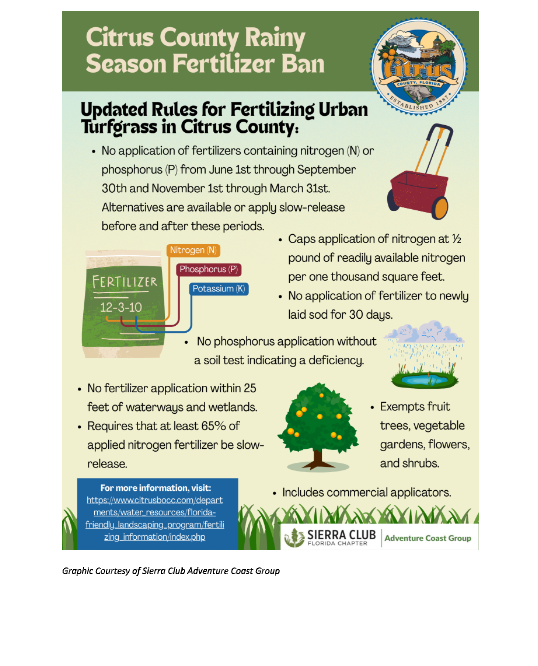 Citrus County Rainy
Season Fertilizer Ban
Citrus
COUNTY, FLORIDA
ESTABLISHED 1887
Updated Rules for Fertilizing Urban
Turfgrass in Citrus County:
• No application of fertilizers containing nitrogen (N) or
phosphorus (P) from June 1st through September
30th and November 1st through March 31st.
Alternatives are available or apply slow-release
before and after these periods.
• Caps application of nitrogen at ½
pound of readily available nitrogen
per one thousand square feet.
• No application of fertilizer to newly
laid sod for 30 days.
Nitrogen (N)
Phosphorus (P)
Potassium (K)
FERTILIZER
12-3-10
• No phosphorus application without
a soil test indicating a deficiency.
• No fertilizer application within 25
feet of waterways and wetlands.
• Requires that at least 65% of
applied nitrogen fertilizer be slow-
release.
• Exempts fruit
trees, vegetable
gardens, flowers,
and shrubs.
• Includes commercial applicators.
For more information, visit:
https://www.citrusbocc.com/depart
ments/water_resources/florida-
friendly_landscaping_program/fertili
zing_information/index.php
SIERRA CLUB
FLORIDA CHAPTER
Adventure Coast Group
Graphic Courtesy of Sierra Club Adventure Coast Group